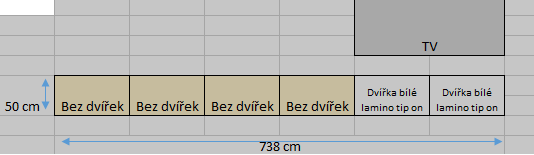 TV
50 cm
Bez dvířek
Bez dvířek
Bez dvířek
Bez dvířek
Dvířka bílé
lamino tip on
Dvířka bílé
lamino tip on
738 cm